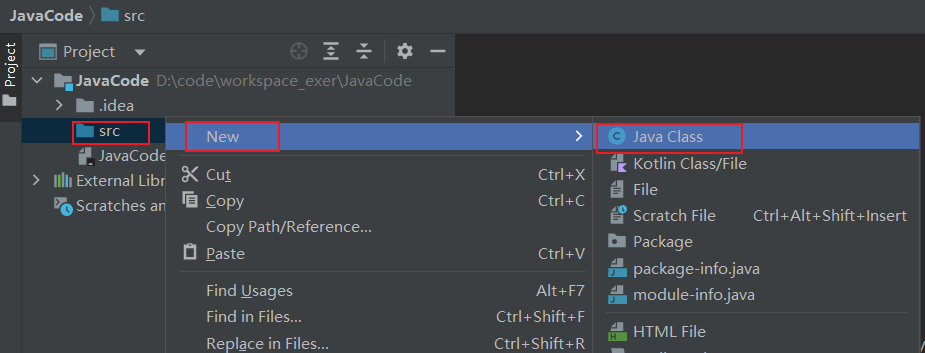 JavaCode src
Project
Project
JavaCode D:\code\workspace_exer\JavaCode
.idea
src
JavaCode
External Libr
Scratches an
New
Cut Ctrl+X
Copy Ctrl+C
Copy Path/Reference...
Paste Ctrl+V
Find Usages Alt+F7
Find in Files... Ctrl+Shift+F
Replace in Files... Ctrl+Shift+R
Java Class
Kotlin Class/File
File
Scratch File Ctrl+Alt+Shift+Insert
Package
package-info.java
module-info.java
HTML File